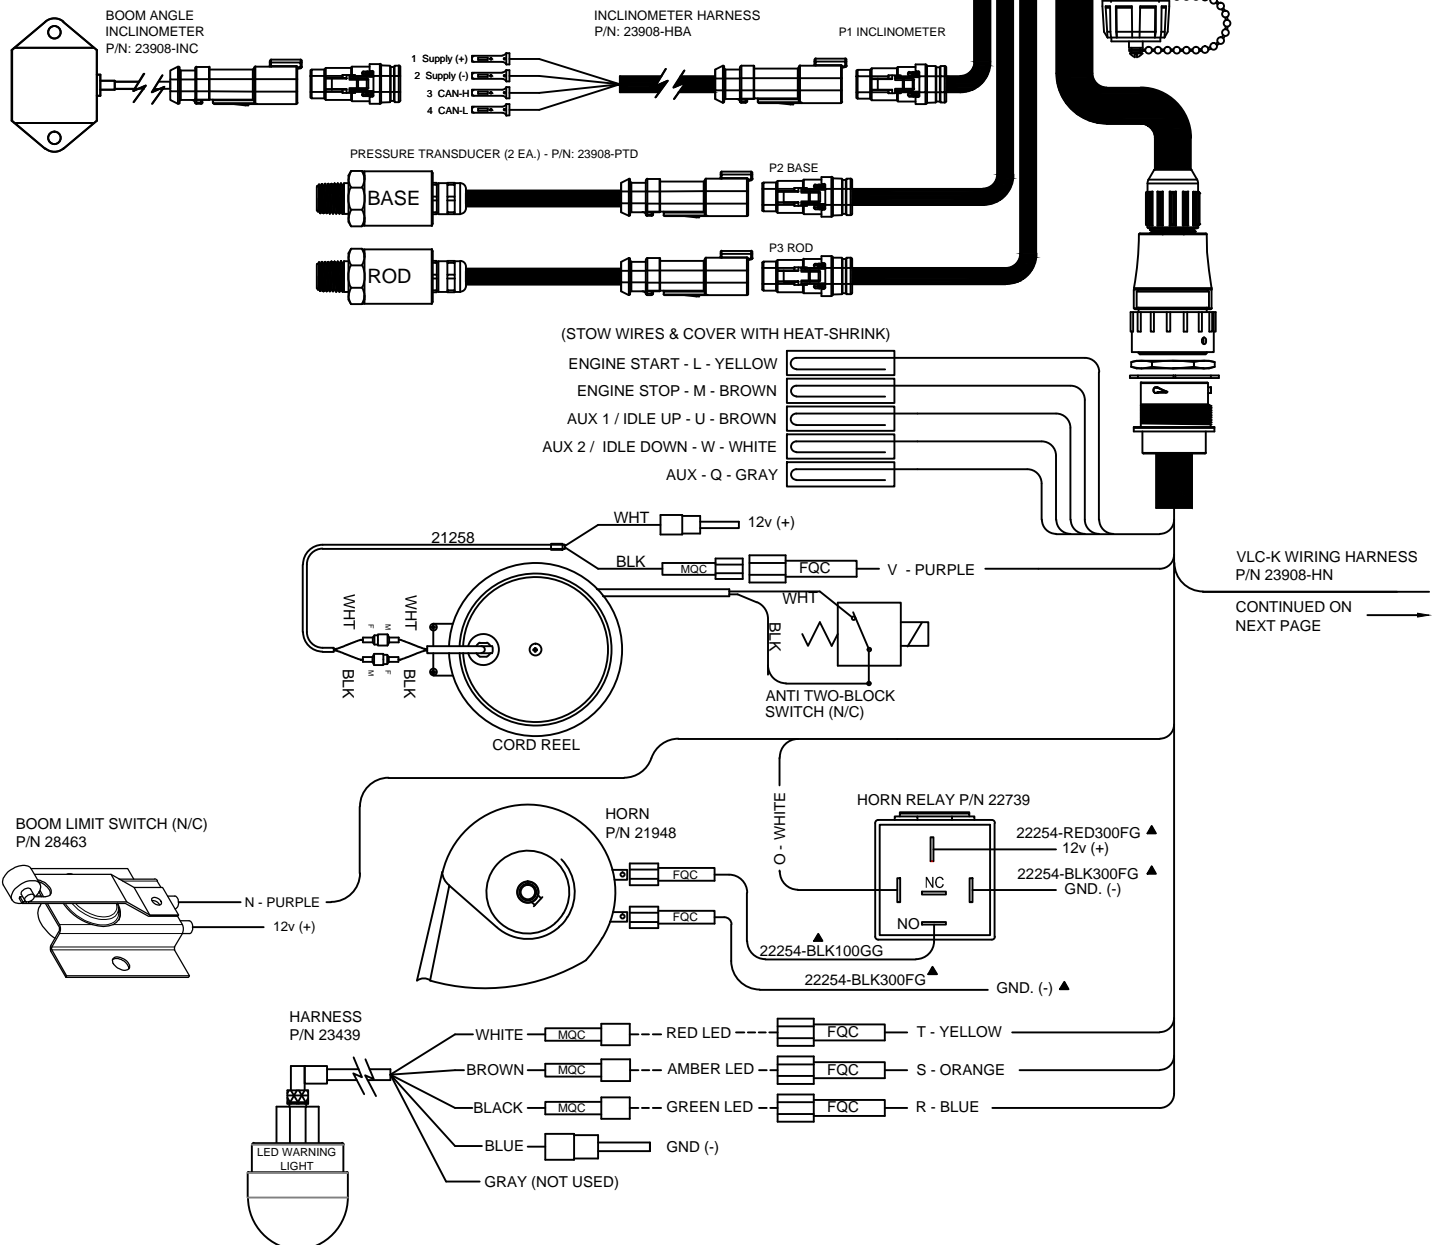 BOOM ANGLE
INCLINOMETER
P/N: 23908-INC
INCLINOMETER HARNESS
P/N: 23908-HBA
P1 INCLINOMETER
1 Supply (+)
2 Supply (-)
3 CAN-H
4 CAN-L
PRESSURE TRANSDUCER (2 EA.) - P/N: 23908-PTD
BASE
P2 BASE
ROD
P3 ROD
(STOW WIRES & COVER WITH HEAT-SHRINK)
ENGINE START - L - YELLOW
ENGINE STOP - M - BROWN
AUX 1 / IDLE UP - U - BROWN
AUX 2 / IDLE DOWN - W - WHITE
AUX - Q - GRAY
WHT
12v (+)
21258
BLK
MQC
FQC
V - PURPLE
VLC-K WIRING HARNESS
P/N 23908-HN
CONTINUED ON
NEXT PAGE
WHT
F
M
WHT
BLK
M
F
BLK
WHT
BLK
ANTI TWO-BLOCK
SWITCH (N/C)
CORD REEL
BOOM LIMIT SWITCH (N/C)
P/N 28463
N - PURPLE
12v (+)
HORN
P/N 21948
FQC
FQC
O - WHITE
HORN RELAY P/N 22739
22254-RED300FG ▲
12v (+)
22254-BLK300FG ▲
GND. (-)
NC
NO
▲
22254-BLK100GG
22254-BLK300FG ▲
GND. (-) ▲
HARNESS
P/N 23439
WHITE
MQC
RED LED
FQC
T - YELLOW
BROWN
MQC
AMBER LED
FQC
S - ORANGE
BLACK
MQC
GREEN LED
FQC
R - BLUE
BLUE
GND (-)
GRAY (NOT USED)
LED WARNING
LIGHT